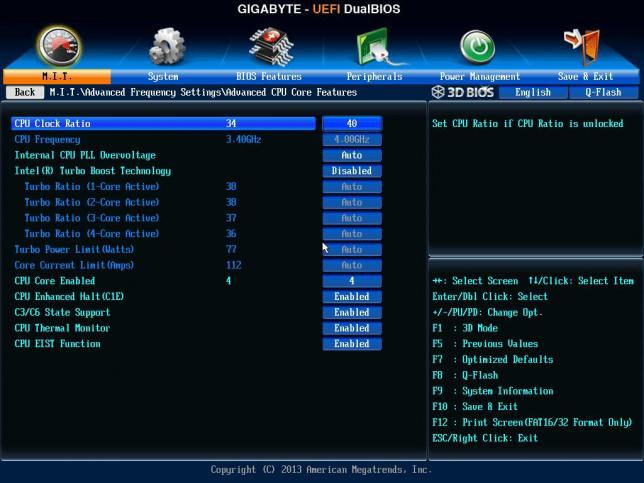 GIGABYTE - UEFI DualBIOS
M.I.T. System BIOS Features Peripherals Power Management Save & Exit
Back M.I.T.\Advanced Frequency Settings\Advanced CPU Core Features 3D BIOS English Q-Flash
CPU Clock Ratio 34 40
CPU Frequency 3.40GHz 4.00GHz
Internal CPU PLL Overvoltage Auto
Intel(R) Turbo Boost Technology Disabled
Turbo Ratio (1-Core Active) 38 Auto
Turbo Ratio (2-Core Active) 38 Auto
Turbo Ratio (3-Core Active) 37 Auto
Turbo Ratio (4-Core Active) 36 Auto
Turbo Power Limit(Watts) 77 Auto
Core Current Limit(Amps) 112 Auto
CPU Core Enabled 4 4
CPU Enhanced Halt(C1E) Enabled
C3/C6 State Support Enabled
CPU Thermal Monitor Enabled
CPU EIST Function Enabled
Set CPU Ratio if CPU Ratio is unlocked
→←: Select Screen ↑↓/Click: Select Item
Enter/Dbl Click: Select
+/-/PU/PD: Change Opt.
F1 : 3D Mode
F5 : Previous Values
F7 : Optimized Defaults
F8 : Q-Flash
F9 : System Information
F10 : Save & Exit
F12 : Print Screen(FAT16/32 Format Only)
ESC/Right Click: Exit
Copyright (C) 2013 American Megatrends, Inc.